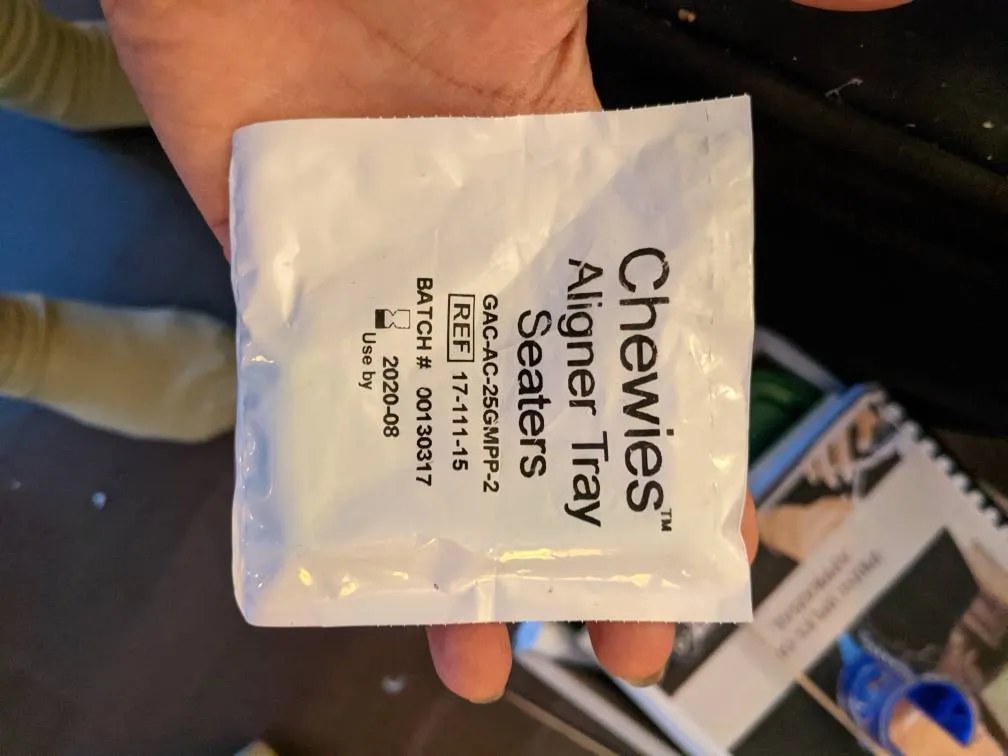 Chewies™
Aligner Tray
Seaters
GAC-AC-25GMPP-2
REF 17-111-15
BATCH # 00130317
2020-08
Use by